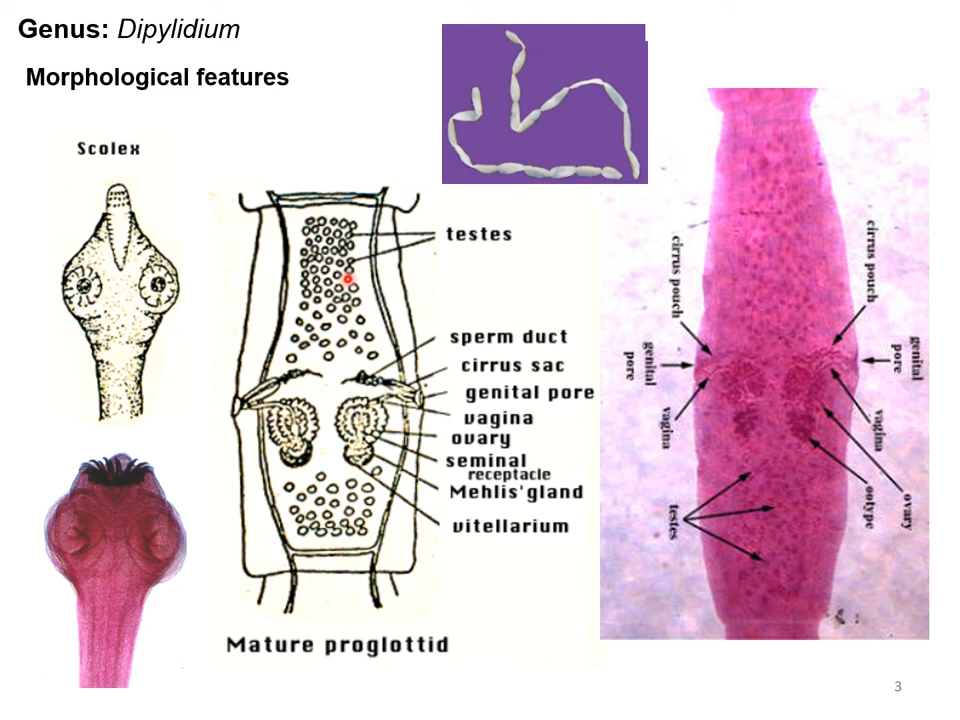 Genus: Dipylidium
Morphological features
Scolex
testes
sperm duct
cirrus sac
genital pore
vagina
ovary
seminal
receptacle
Mehlis'gland
vitellarium
Mature proglottid
cirrus pouch
genital
pore
vagina
testes
cirrus pouch
genital
pore
vagina
ovary
oolype
3